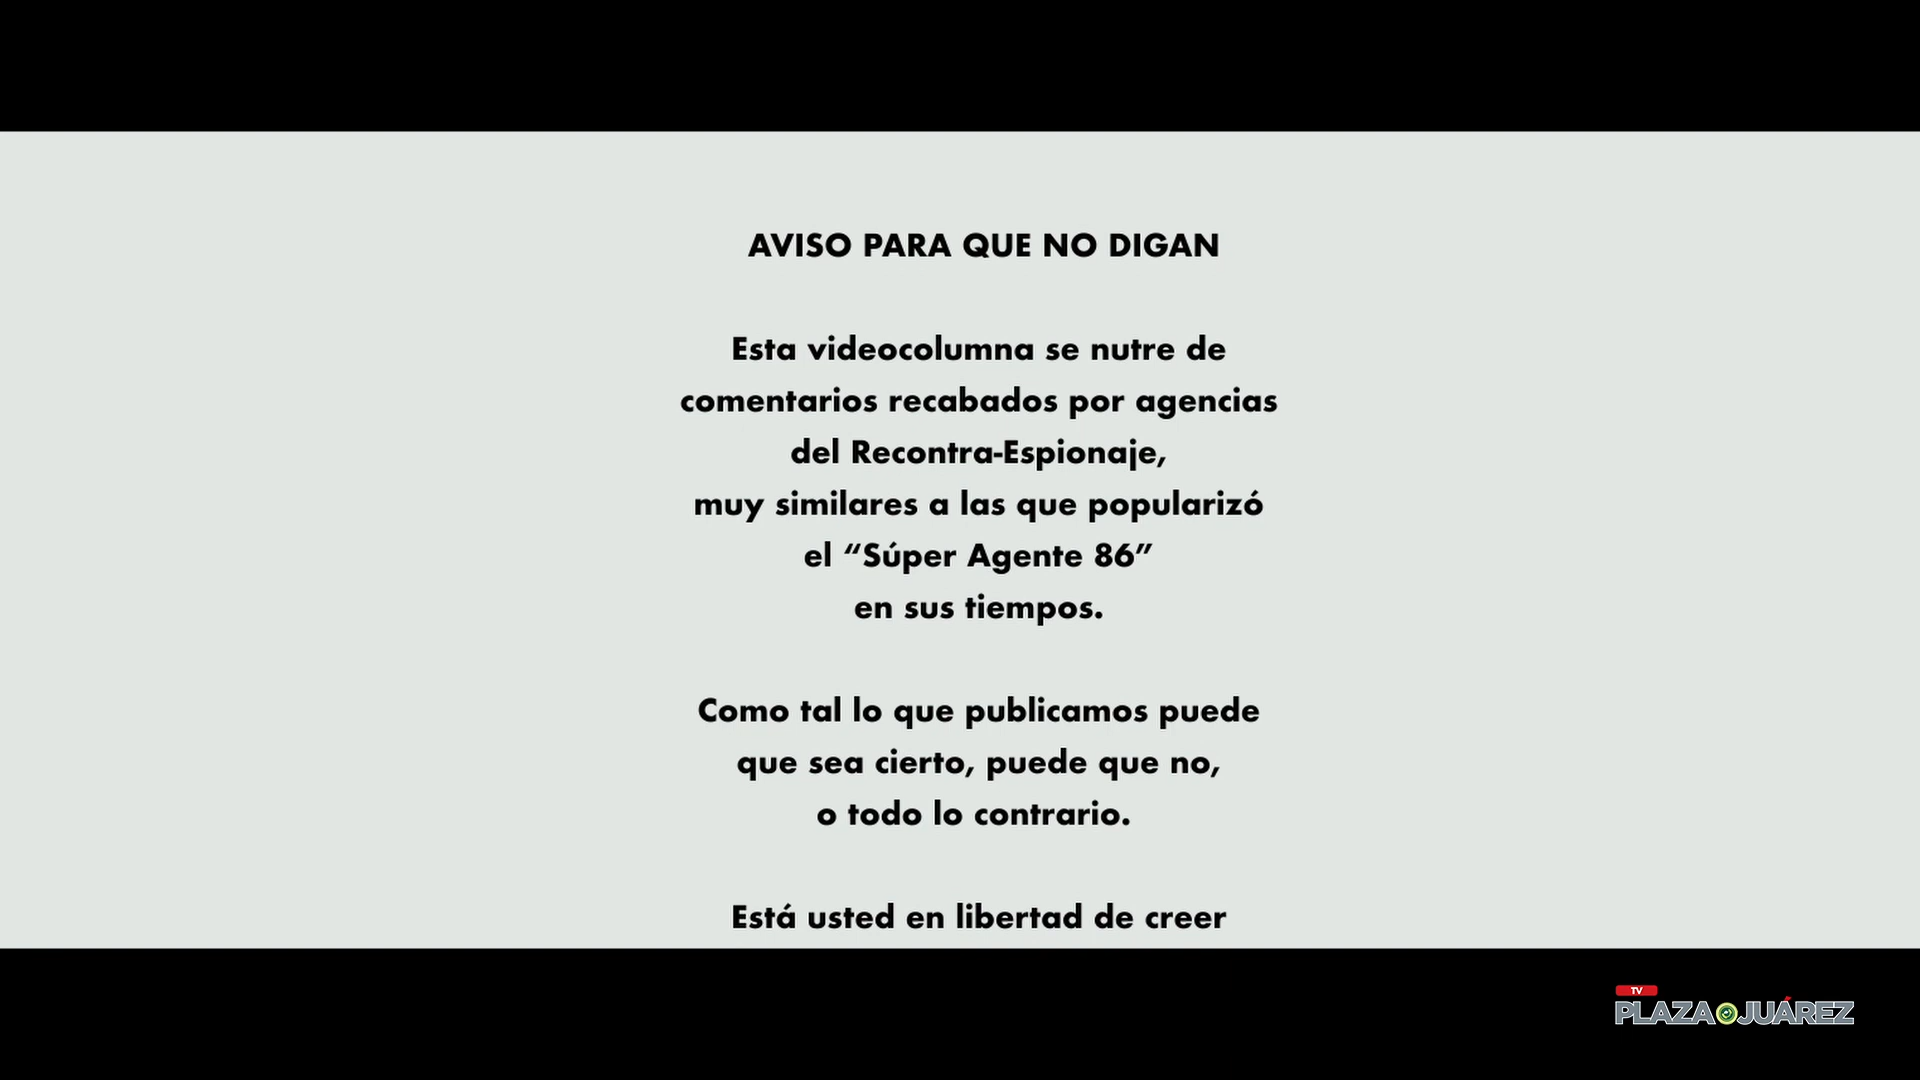 AVISO PARA QUE NO DIGAN
Esta videocolumna se nutre de
comentarios recabados por agencias
del Recontra-Espionaje,
muy similares a las que popularizó
el “Súper Agente 86”
en sus tiempos.
Como tal lo que publicamos puede
que sea cierto, puede que no,
o todo lo contrario.
Está usted en libertad de creer
TV
PLAZA JUÁREZ